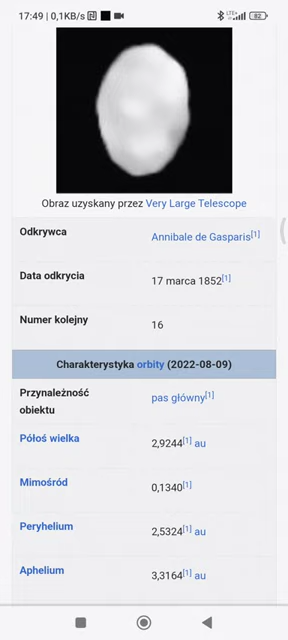 17:49 | 0,1KB/s
LTE+
82
Obraz uzyskany przez Very Large Telescope
Odkrywca
Annibale de Gasparis[1]
Data odkrycia
17 marca 1852[1]
Numer kolejny
16
Charakterystyka orbity (2022-08-09)
Przynależność
obiektu
pas główny[1]
Półoś wielka
2,9244[1] au
Mimośród
0,1340[1]
Peryhelium
2,5324[1] au
Aphelium
3,3164[1] au